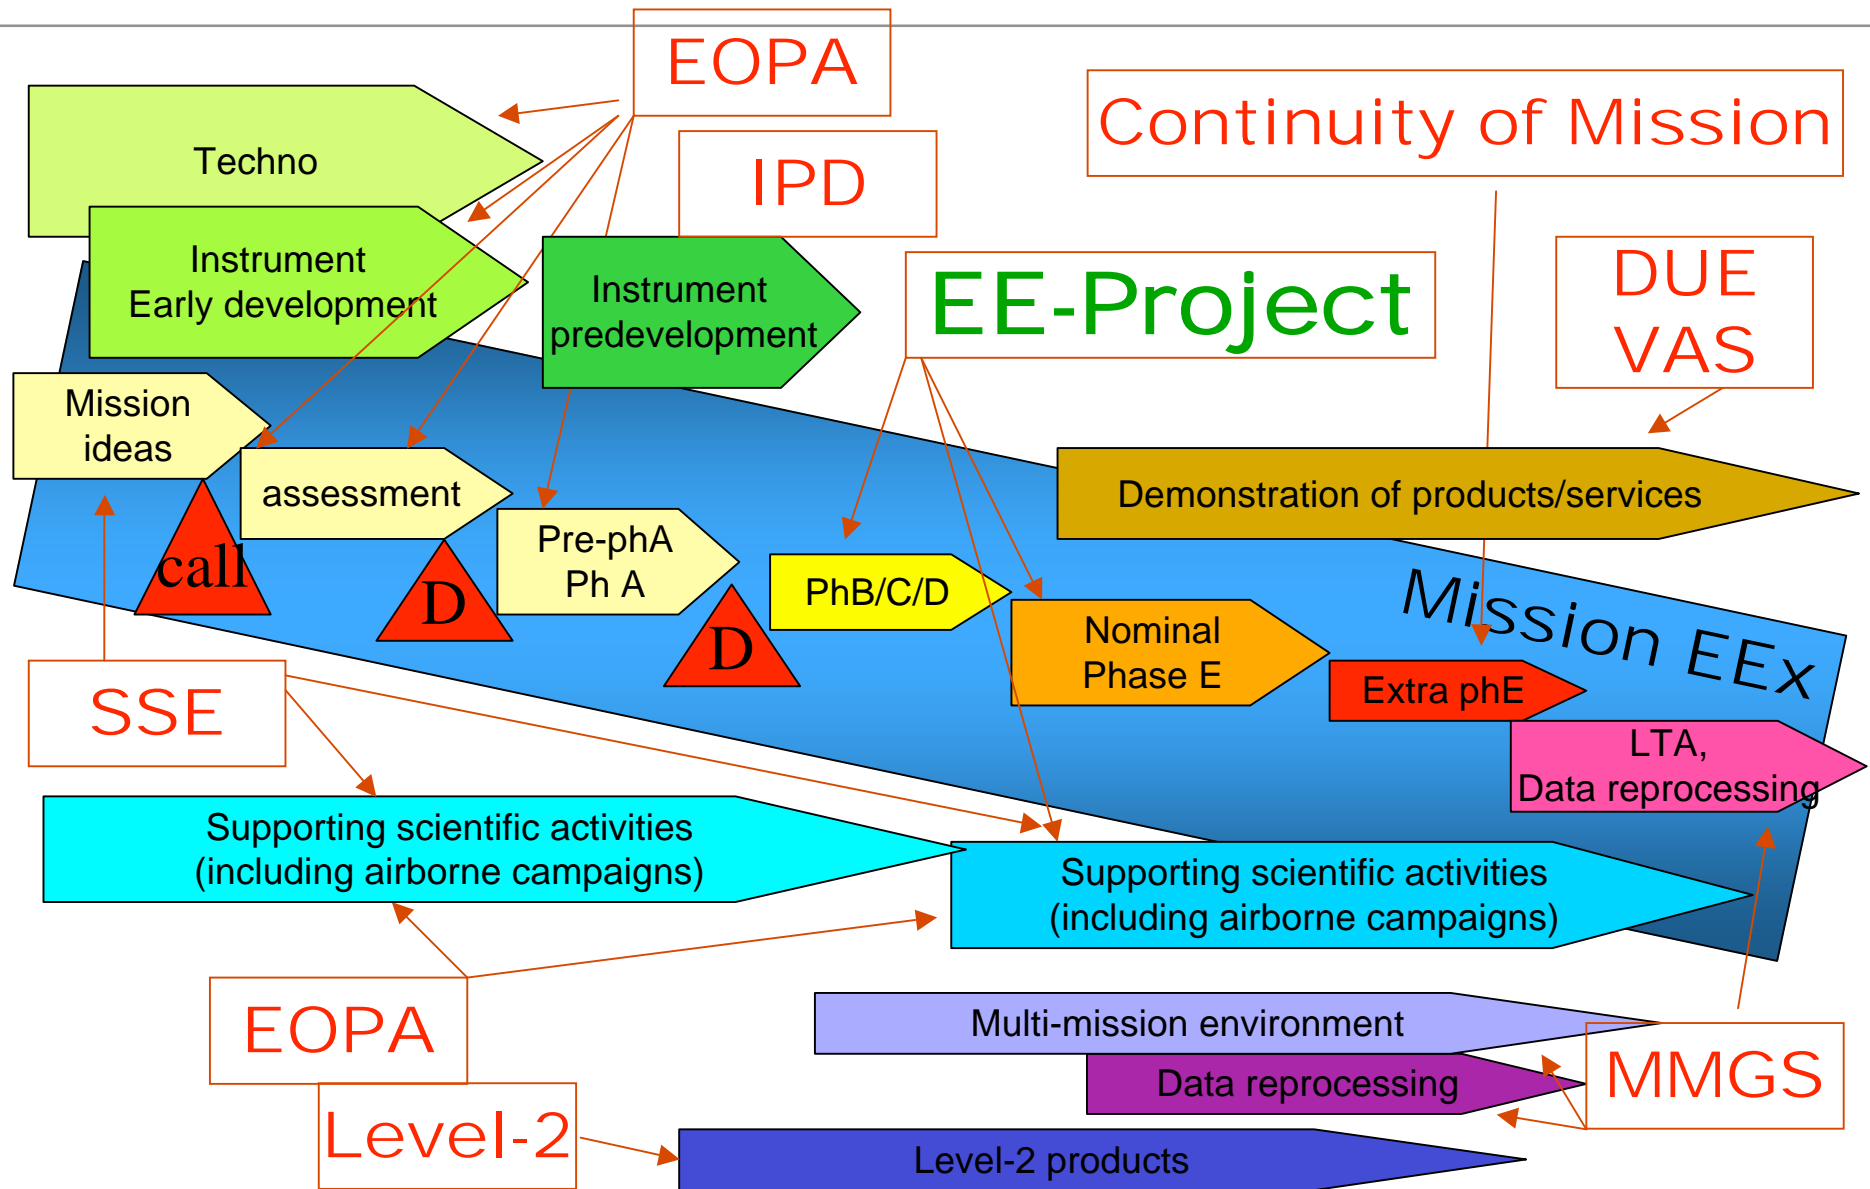 EOPA
Continuity of Mission
Techno
IPD
Instrument
Early development
Instrument
predevelopment
EE-Project
DUE
VAS
Mission
ideas
assessment
Demonstration of products/services
call
D
Pre-phA
Ph A
D
PhB/C/D
Nominal
Phase E
Mission EEx
Extra phE
SSE
LTA,
Data reprocessing
Supporting scientific activities
(including airborne campaigns)
Supporting scientific activities
(including airborne campaigns)
EOPA
Multi-mission environment
Data reprocessing
MMGS
Level-2
Level-2 products